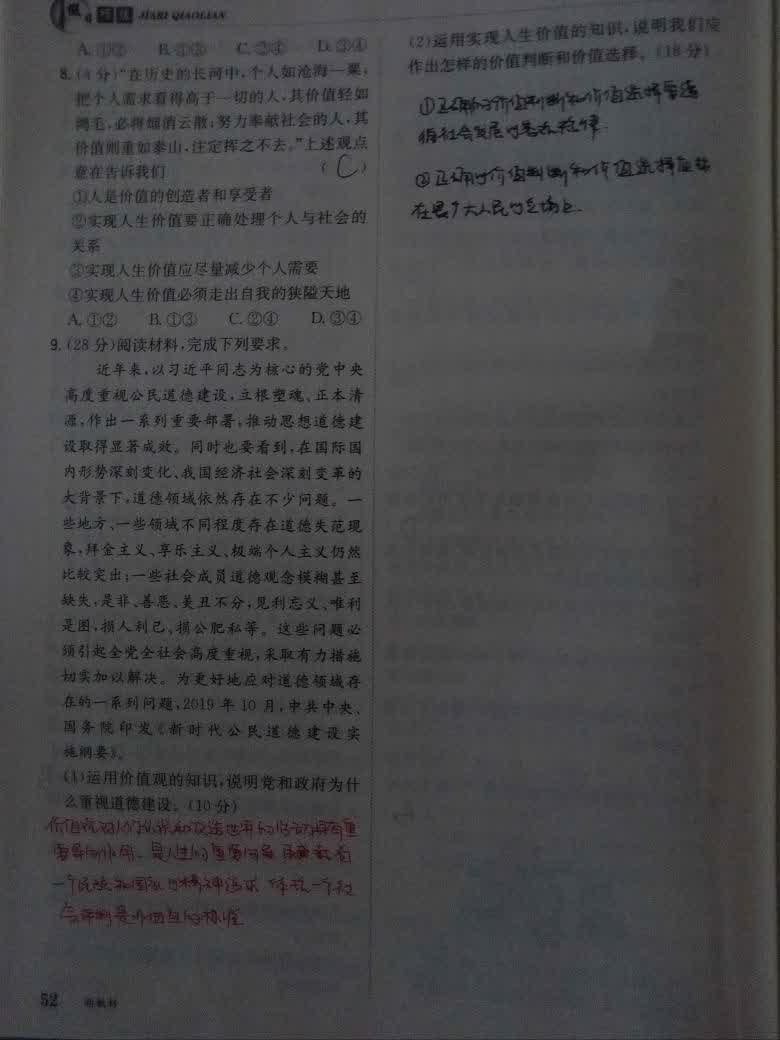 假 JIARI QIAOLIAN
A.①② B.①③ C.②④ D.③④
8.(4分)“在历史的长河中,个人如沧海一粟,
把个人需求看得高于一切的人,其价值轻如
鸿毛,必将烟消云散;努力奉献社会的人,其
价值则重如泰山,注定挥之不去。”上述观点
意在告诉我们 ( C )
①人是价值的创造者和享受者
②实现人生价值要正确处理个人与社会的
关系
③实现人生价值应尽量减少个人需要
④实现人生价值必须走出自我的狭隘天地
A.①② B.①③ C.②④ D.③④
9.(28分)阅读材料,完成下列要求。
近年来,以习近平同志为核心的党中央
高度重视公民道德建设,立根塑魂、正本清
源,作出一系列重要部署,推动思想道德建
设取得显著成效。同时也要看到,在国际国
内形势深刻变化、我国经济社会深刻变革的
大背景下,道德领域依然存在不少问题。一
些地方、一些领域不同程度存在道德失范现
象,拜金主义、享乐主义、极端个人主义仍然
比较突出;一些社会成员道德观念模糊甚至
缺失,是非、善恶、美丑不分,见利忘义、唯利
是图,损人利己、损公肥私等。这些问题必
须引起全党全社会高度重视,采取有力措施
切实加以解决。为更好地应对道德领域存
在的一系列问题,2019年10月,中共中央、
国务院印发《新时代公民道德建设实
施纲要》。
(1)运用价值观的知识,说明党和政府为什
么重视道德建设。(10分)
价值观对人们认识和改造世界的活动具有重
要导向作用、是人生的重要向导 承载着
一个民族和国家的精神追求 体现一个社
会评判是非曲直的标准
52 新教材
(2)运用实现人生价值的知识,说明我们应
作出怎样的价值判断和价值选择。(18分)
①正确的价值判断和价值选择要遵
循社会发展的客观规律.
②正确的价值判断和价值选择应站
在最广大人民的立场上.